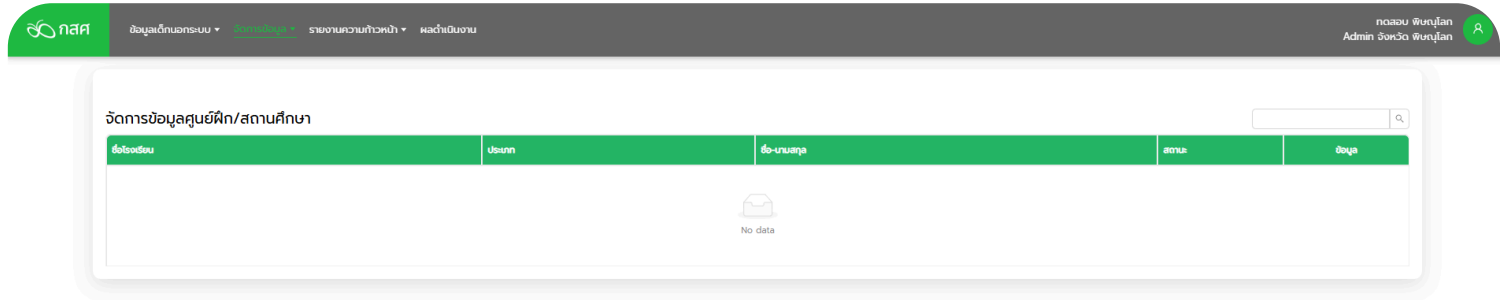 กสศ ข้อมูลเด็กนอกระบบ จัดการข้อมูล รายงานความก้าวหน้า ผลดำเนินงาน
ทดสอบ พิษณุโลก
Admin จังหวัด พิษณุโลก
จัดการข้อมูลศูนย์ฝึก/สถานศึกษา
ชื่อโรงเรียน ประเภท ชื่อ-นามสกุล สถานะ ข้อมูล
No data